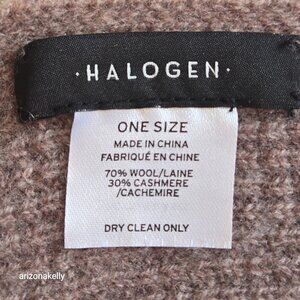 ·HALOGEN·
ONE SIZE
MADE IN CHINA
FABRIQUÉ EN CHINE
70% WOOL/LAINE
30% CASHMERE
/CACHEMIRE
DRY CLEAN ONLY
arizonakelly